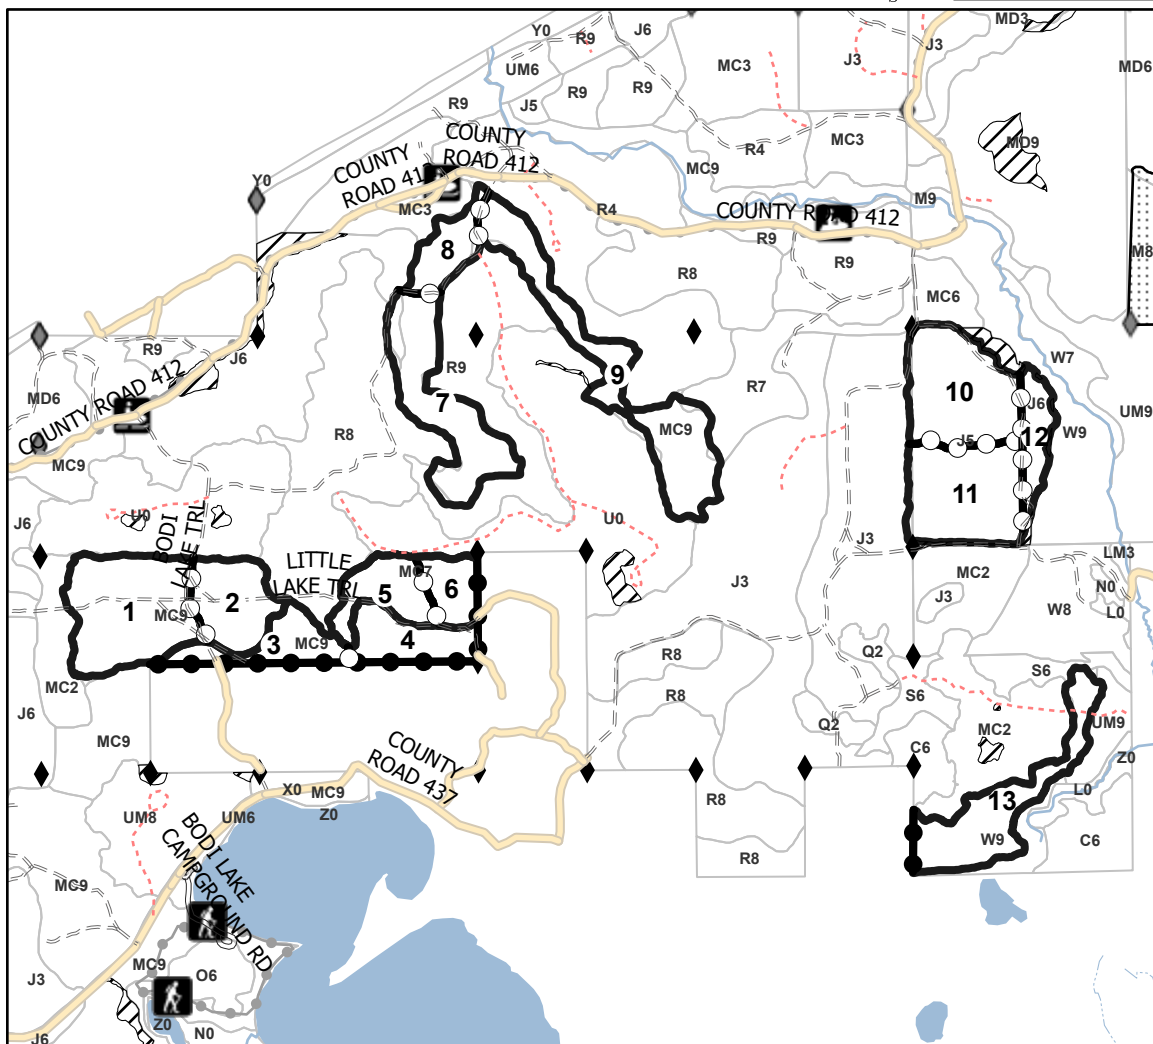 MD3
Y0
R9
J6
J3
UM6
MC3
J3
MD6
R9
R9
J5
R9
COUNTY
ROAD 412
MC3
R4
MD9
COUNTY
ROAD 41
MC9
Y0
MC3
R4
COUNTY ROAD 412
M9
R9
8
M8
R9
R8
MC6
R9
J6
W7
R9
9
R7
10
MD6
J6
UM9
COUNTY ROAD 412
7
R8
MC9
J5
12
W9
MC9
11
U0
BODI
LAKE TRL
U0
J6
J3
LM3
LITTLE
LAKE TRL
MC7
5
6
J3
MC2
N0
1
2
MC9
J3
W8
L0
3
MC9
4
R8
Q2
MC2
S6
S6
R8
J6
Q2
MC2
UM9
MC9
C6
Z0
COUNTY
ROAD 437
X0
MC9
Z0
R8
13
L0
UM8
UM6
W9
C6
BODI LAKE
CAMPGROUND RD
R8
MC9
MC9
O6
J3
Z0
N0
J6